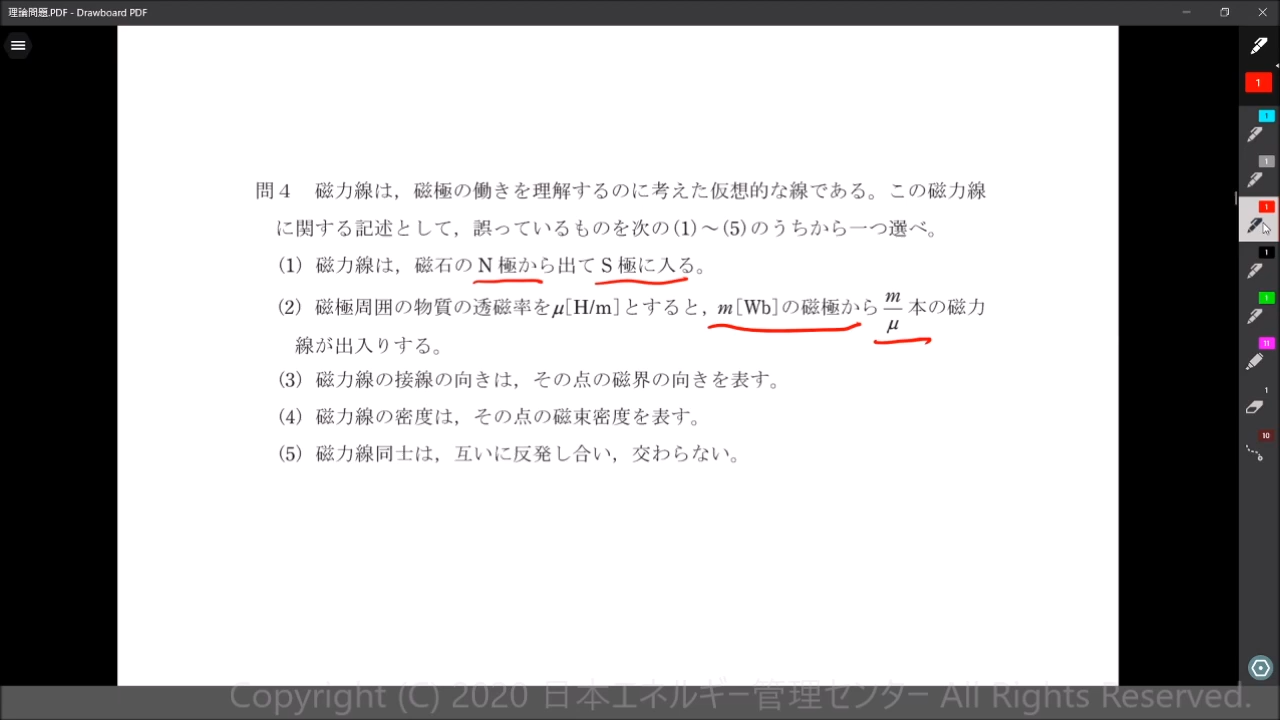 理論問題.PDF - Drawboard PDF
1
1
1
1
1
1
11
1
10
問４ 磁力線は，磁極の働きを理解するのに考えた仮想的な線である。この磁力線
に関する記述として，誤っているものを次の(1)～(5)のうちから一つ選べ。
(1) 磁力線は，磁石のN極から出てS極に入る。
(2) 磁極周囲の物質の透磁率をμ[H/m]とすると，m[Wb]の磁極から m/μ 本の磁力
線が出入りする。
(3) 磁力線の接線の向きは，その点の磁界の向きを表す。
(4) 磁力線の密度は，その点の磁束密度を表す。
(5) 磁力線同士は，互いに反発し合い，交わらない。
Copyright (C) 2020 日本エネルギー管理センター All Rights Reserved.